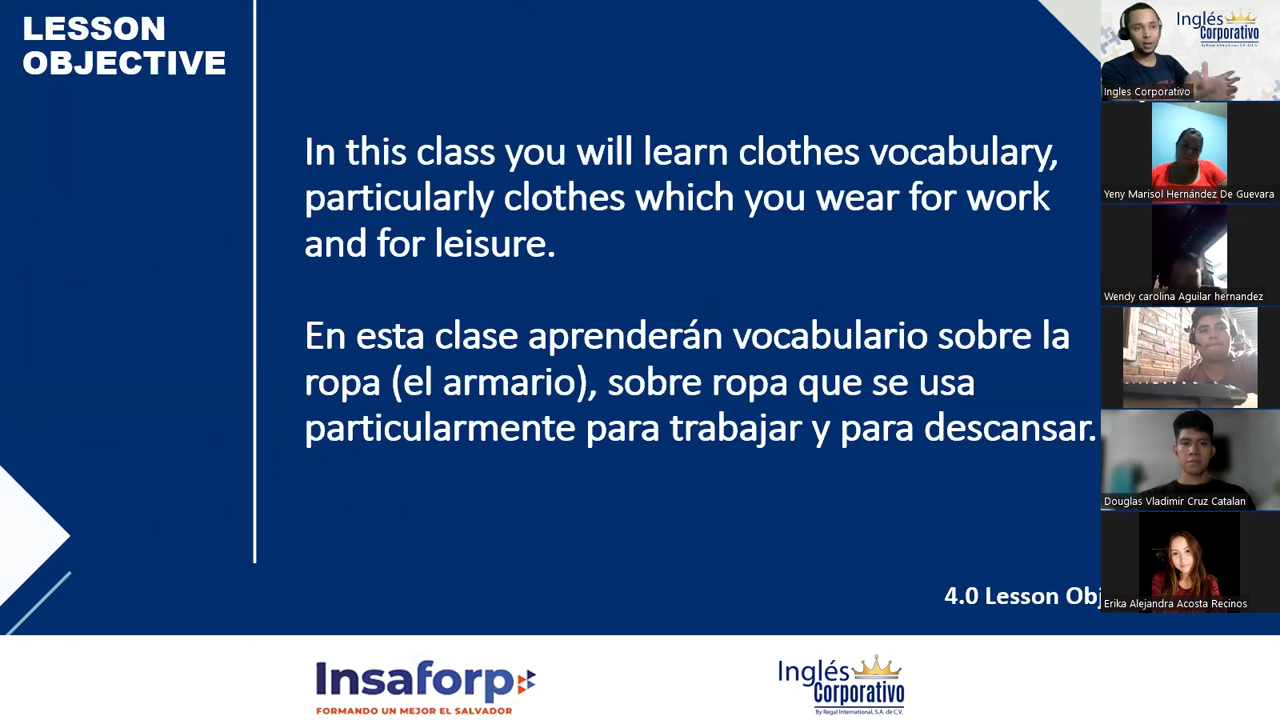 LESSON
OBJECTIVE
In this class you will learn clothes vocabulary,
particularly clothes which you wear for work
and for leisure.
En esta clase aprenderán vocabulario sobre la
ropa (el armario), sobre ropa que se usa
particularmente para trabajar y para descansar.
4.0 Lesson Obj
Insaforp
FORMANDO UN MEJOR EL SALVADOR
Inglés
Corporativo
By Regal International, S.A. de C.V.
Inglés
Corporativo
By Regal International, S.A. de C.V.
Ingles Corporativo
Yeny Marisol Hernández De Guevara
Wendy carolina Aguilar hernandez
Douglas Vladimir Cruz Catalan
Erika Alejandra Acosta Recinos